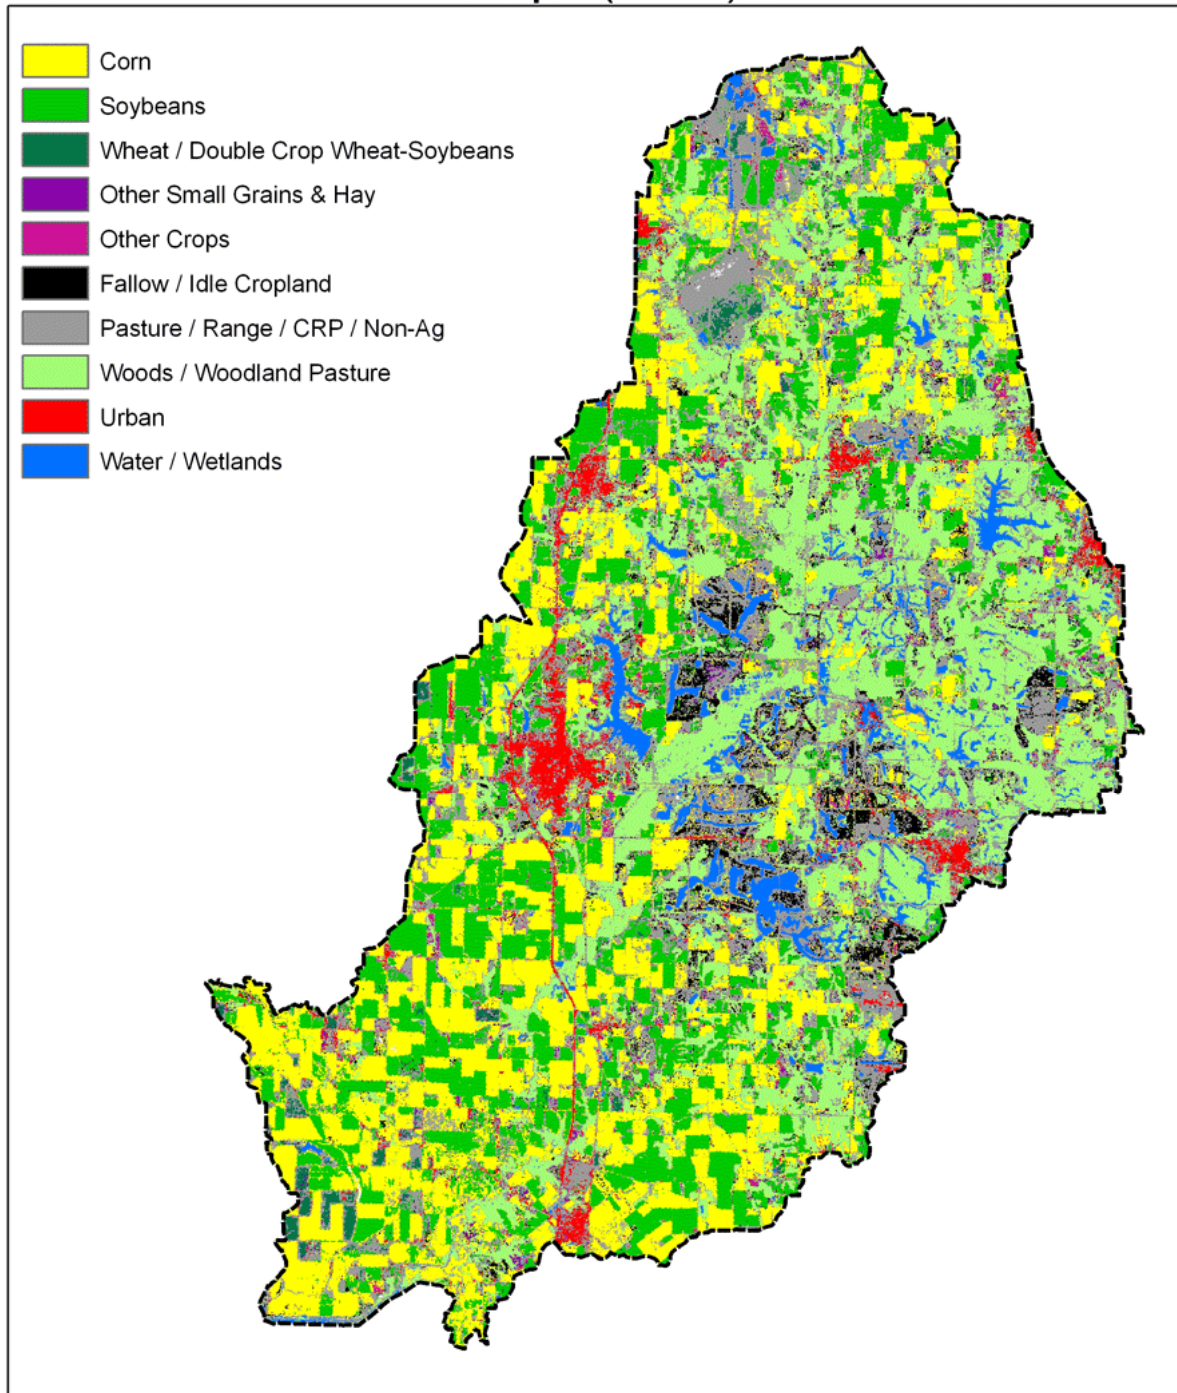 Corn
Soybeans
Wheat / Double Crop Wheat-Soybeans
Other Small Grains & Hay
Other Crops
Fallow / Idle Cropland
Pasture / Range / CRP / Non-Ag
Woods / Woodland Pasture
Urban
Water / Wetlands